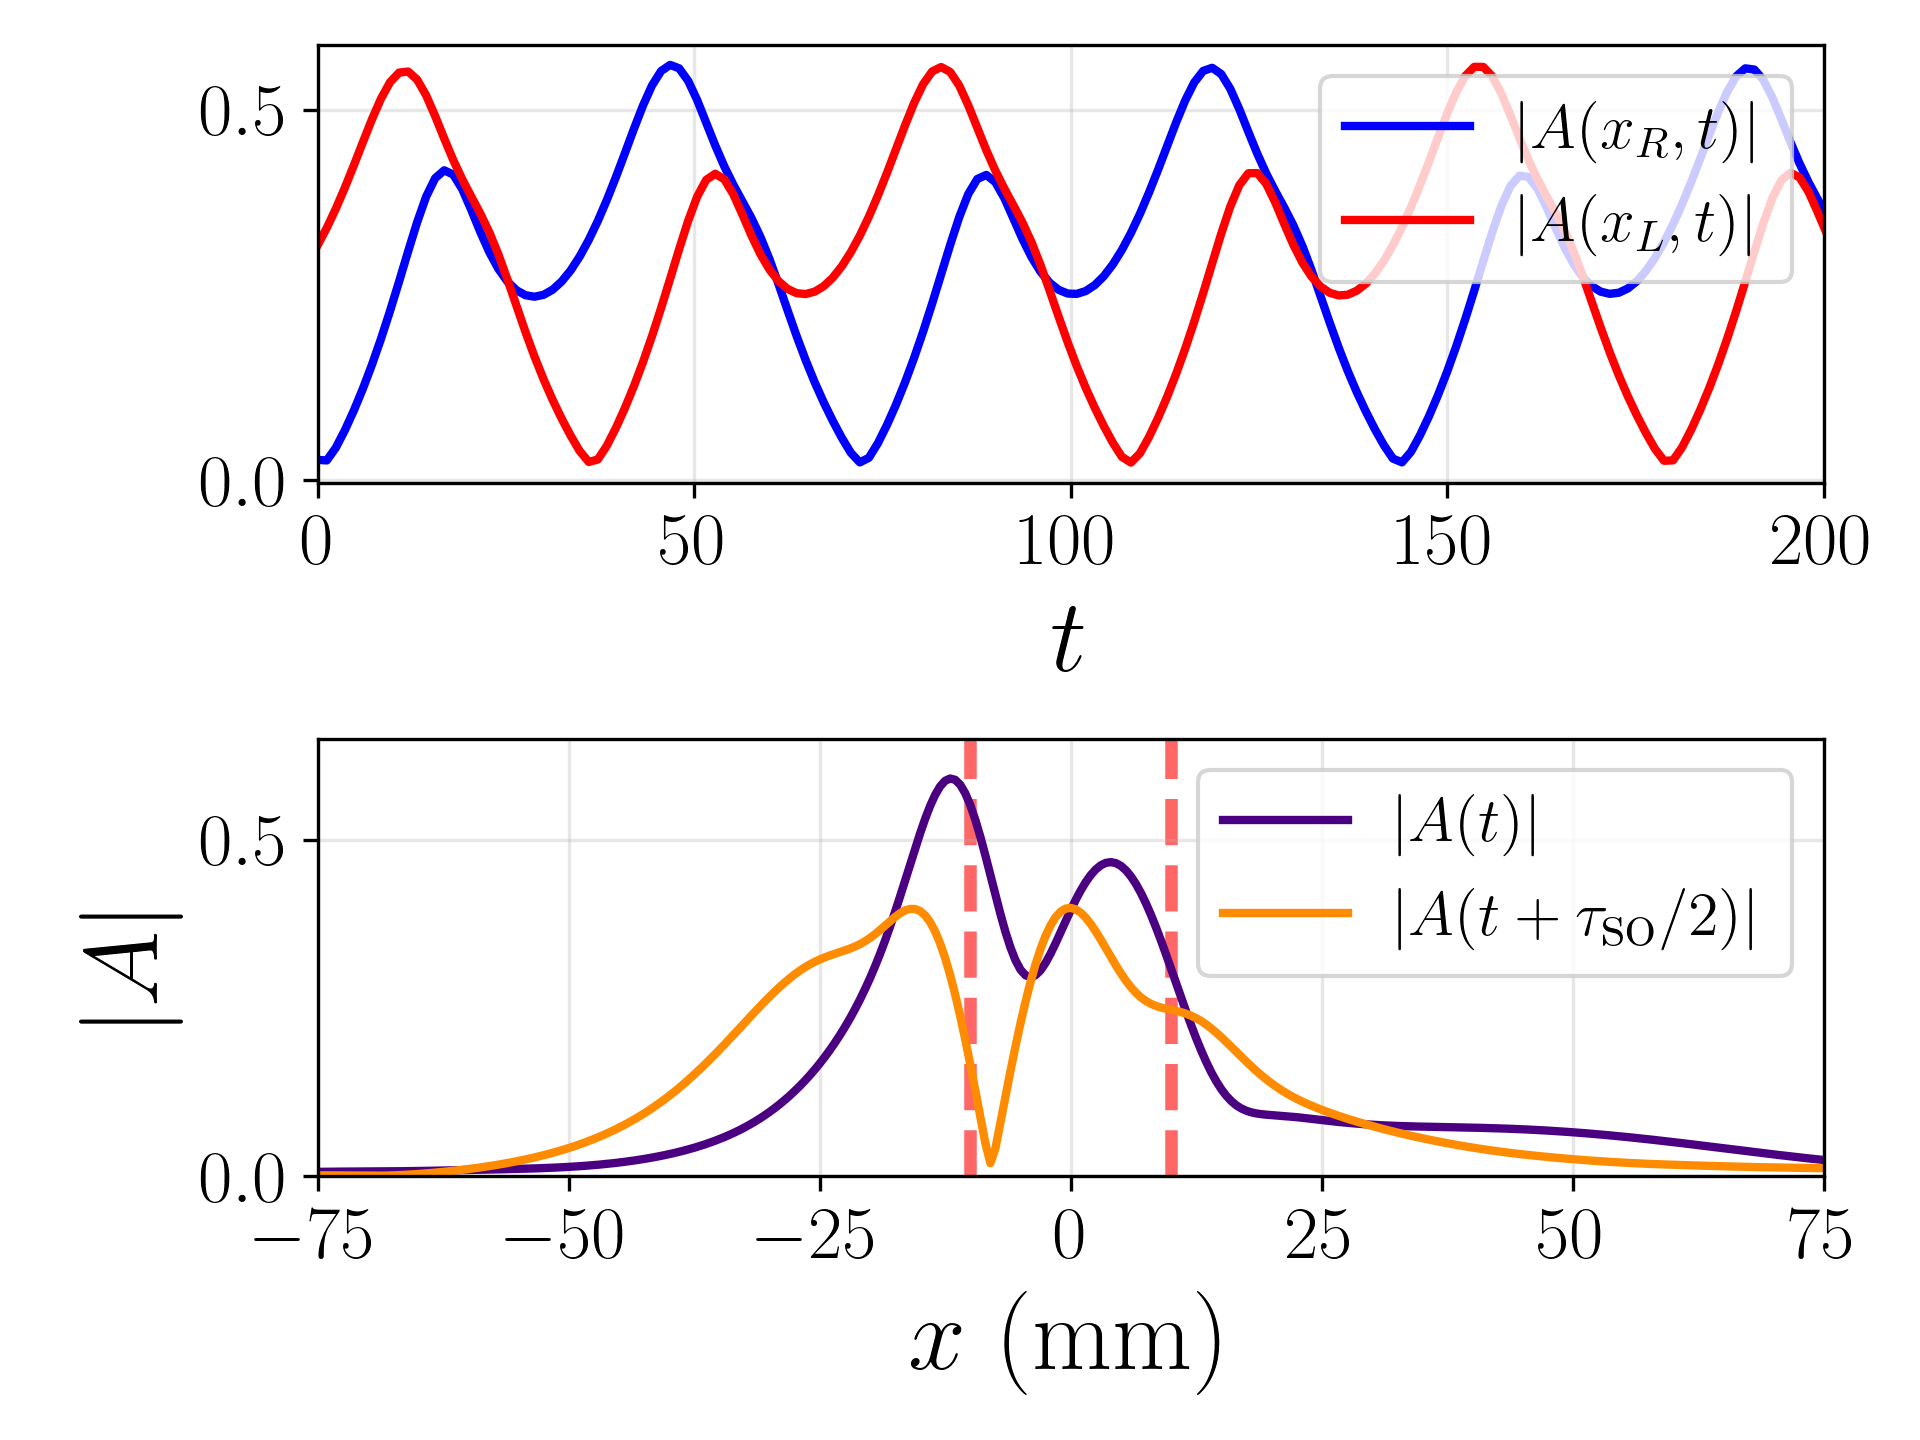 0.5
|A(x_R, t)|
|A(x_L, t)|
0.0
0 50 100 150 200
t
|A|
|A(t)|
0.5
|A(t + τ_so/2)|
0.0
−75 −50 −25 0 25 50 75
x (mm)